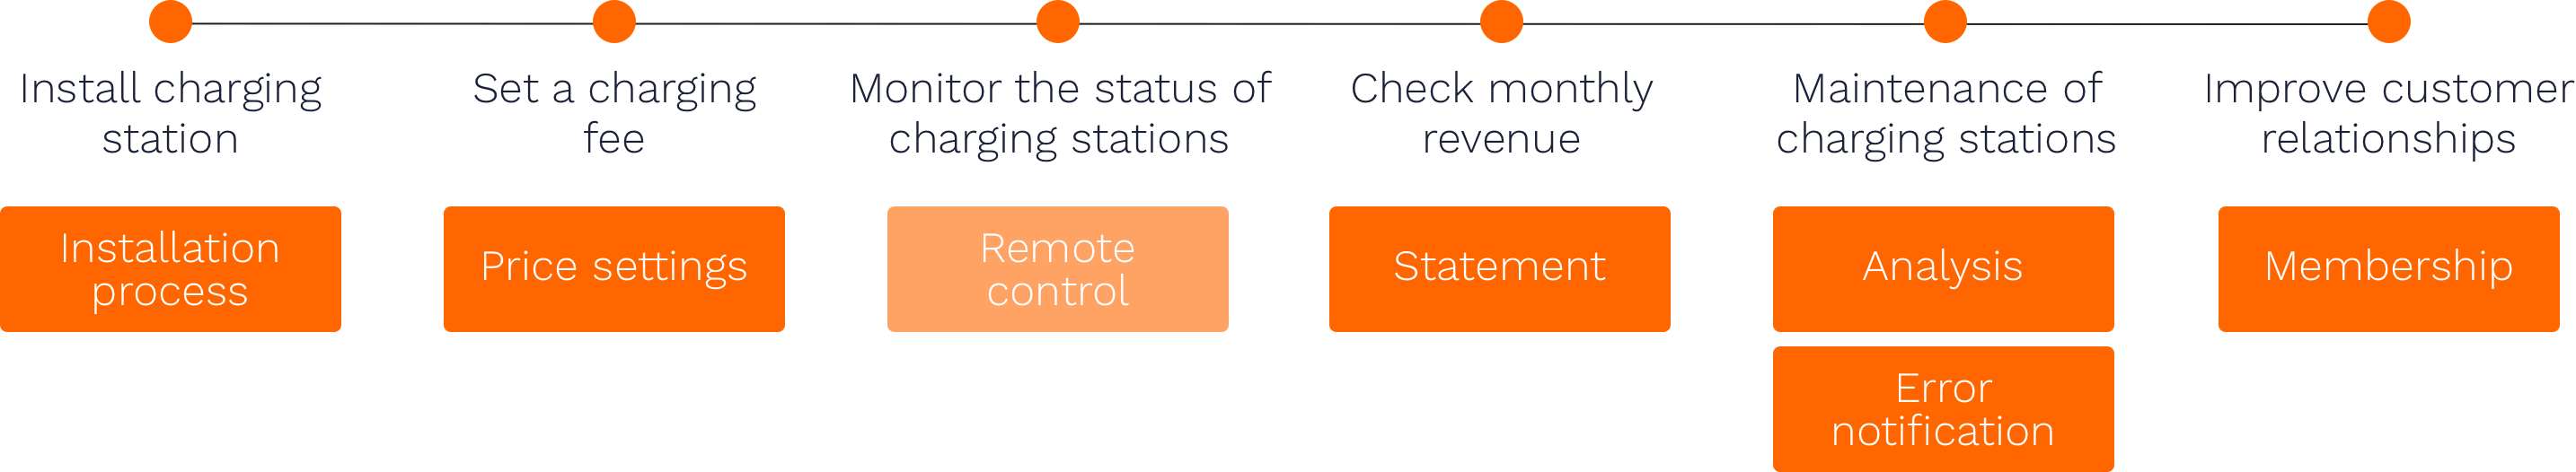 Install charging
station
Set a charging
fee
Monitor the status of
charging stations
Check monthly
revenue
Maintenance of
charging stations
Improve customer
relationships
Installation
process
Price settings
Remote
control
Statement
Analysis
Membership
Error
notification